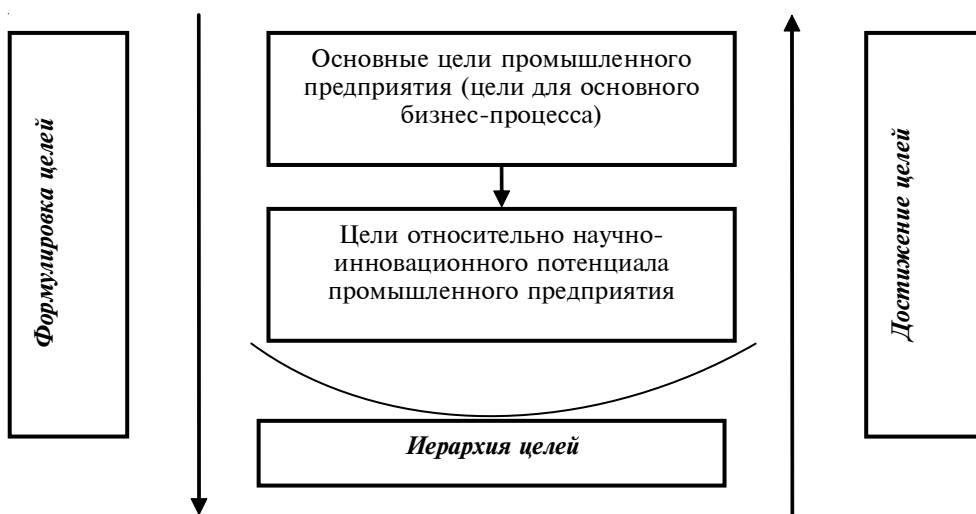 Формулировка целей
Основные цели промышленного
предприятия (цели для основного
бизнес-процесса)
Цели относительно научно-
инновационного потенциала
промышленного предприятия
Иерархия целей
Достижение целей